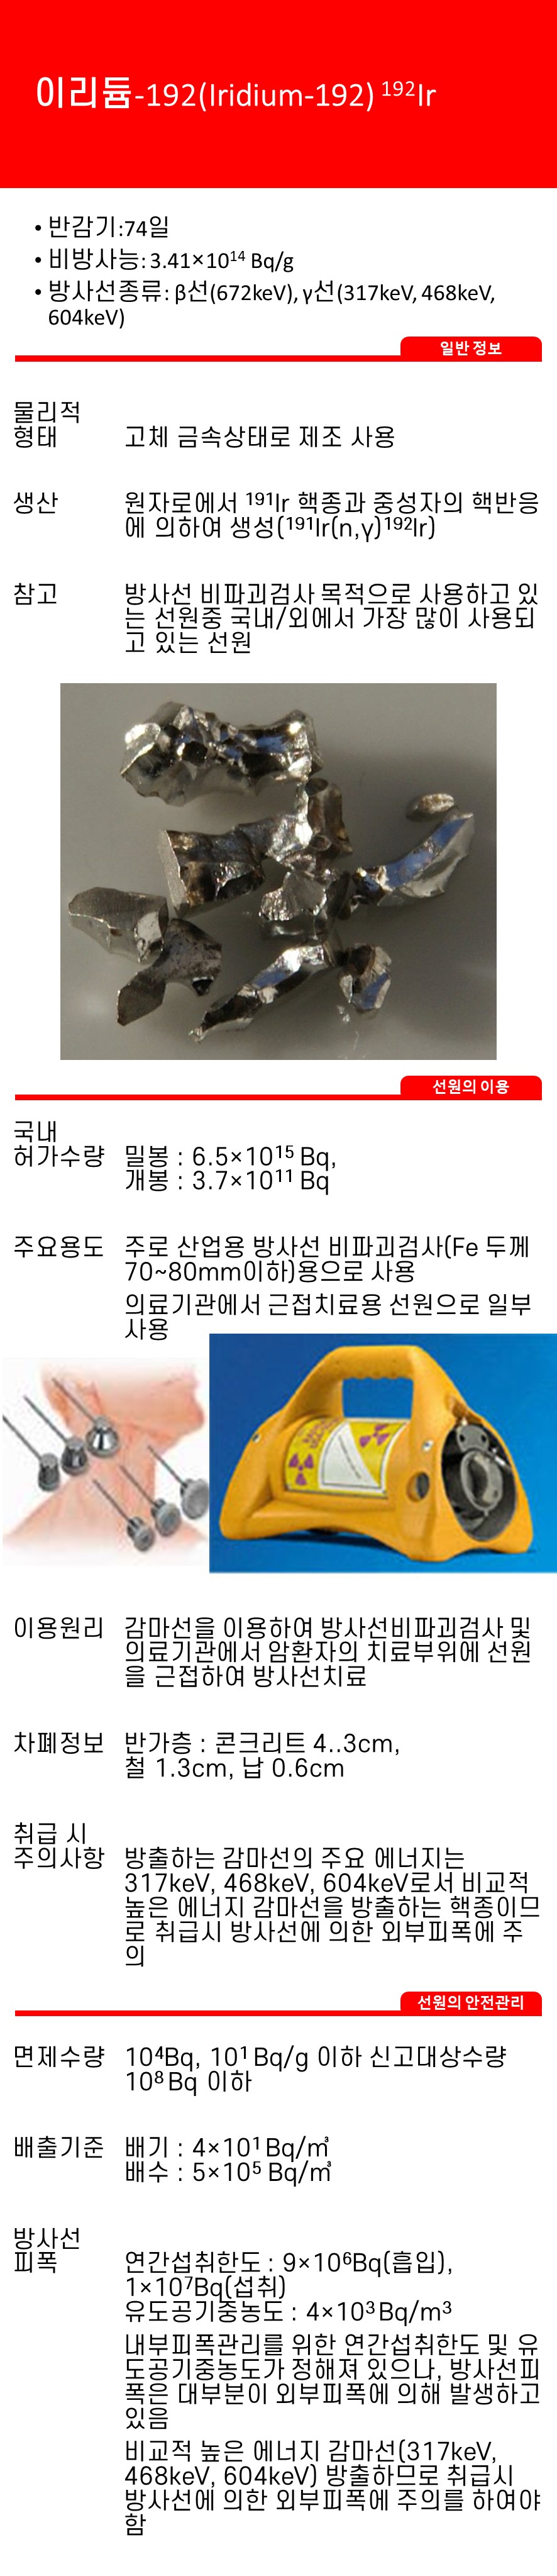 이리듐-192(Iridium-192) ¹⁹²Ir
• 반감기:74일
• 비방사능: 3.41×10¹⁴ Bq/g
• 방사선종류: β선(672keV), γ선(317keV, 468keV,
604keV)
일반 정보
물리적
형태 고체 금속상태로 제조 사용
생산 원자로에서 ¹⁹¹Ir 핵종과 중성자의 핵반응
에 의하여 생성(¹⁹¹Ir(n,γ)¹⁹²Ir)
참고 방사선 비파괴검사 목적으로 사용하고 있
는 선원중 국내/외에서 가장 많이 사용되
고 있는 선원
선원의 이용
국내
허가수량 밀봉 : 6.5×10¹⁵ Bq,
개봉 : 3.7×10¹¹ Bq
주요용도 주로 산업용 방사선 비파괴검사(Fe 두께
70~80mm이하)용으로 사용
의료기관에서 근접치료용 선원으로 일부
사용
이용원리 감마선을 이용하여 방사선비파괴검사 및
의료기관에서 암환자의 치료부위에 선원
을 근접하여 방사선치료
차폐정보 반가층 : 콘크리트 4..3cm,
철 1.3cm, 납 0.6cm
취급 시
주의사항 방출하는 감마선의 주요 에너지는
317keV, 468keV, 604keV로서 비교적
높은 에너지 감마선을 방출하는 핵종이므
로 취급시 방사선에 의한 외부피폭에 주
의
선원의 안전관리
면제수량 10⁴Bq, 10¹ Bq/g 이하 신고대상수량
10⁸ Bq 이하
배출기준 배기 : 4×10¹ Bq/㎥
배수 : 5×10⁵ Bq/㎥
방사선
피폭 연간섭취한도 : 9×10⁶Bq(흡입),
1×10⁷Bq(섭취)
유도공기중농도 : 4×10³ Bq/m³
내부피폭관리를 위한 연간섭취한도 및 유
도공기중농도가 정해져 있으나, 방사선피
폭은 대부분이 외부피폭에 의해 발생하고
있음
비교적 높은 에너지 감마선(317keV,
468keV, 604keV) 방출하므로 취급시
방사선에 의한 외부피폭에 주의를 하여야
함